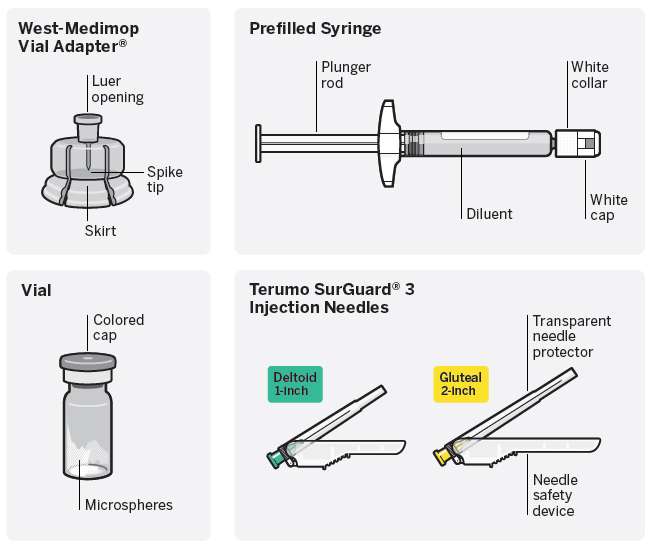 West-Medimop
Vial Adapter®
Luer
opening
Spike
tip
Skirt
Prefilled Syringe
Plunger
rod
White
collar
Diluent
White
cap
Vial
Colored
cap
Microspheres
Terumo SurGuard® 3
Injection Needles
Transparent
needle
protector
Deltoid
1-inch
Gluteal
2-inch
Needle
safety
device